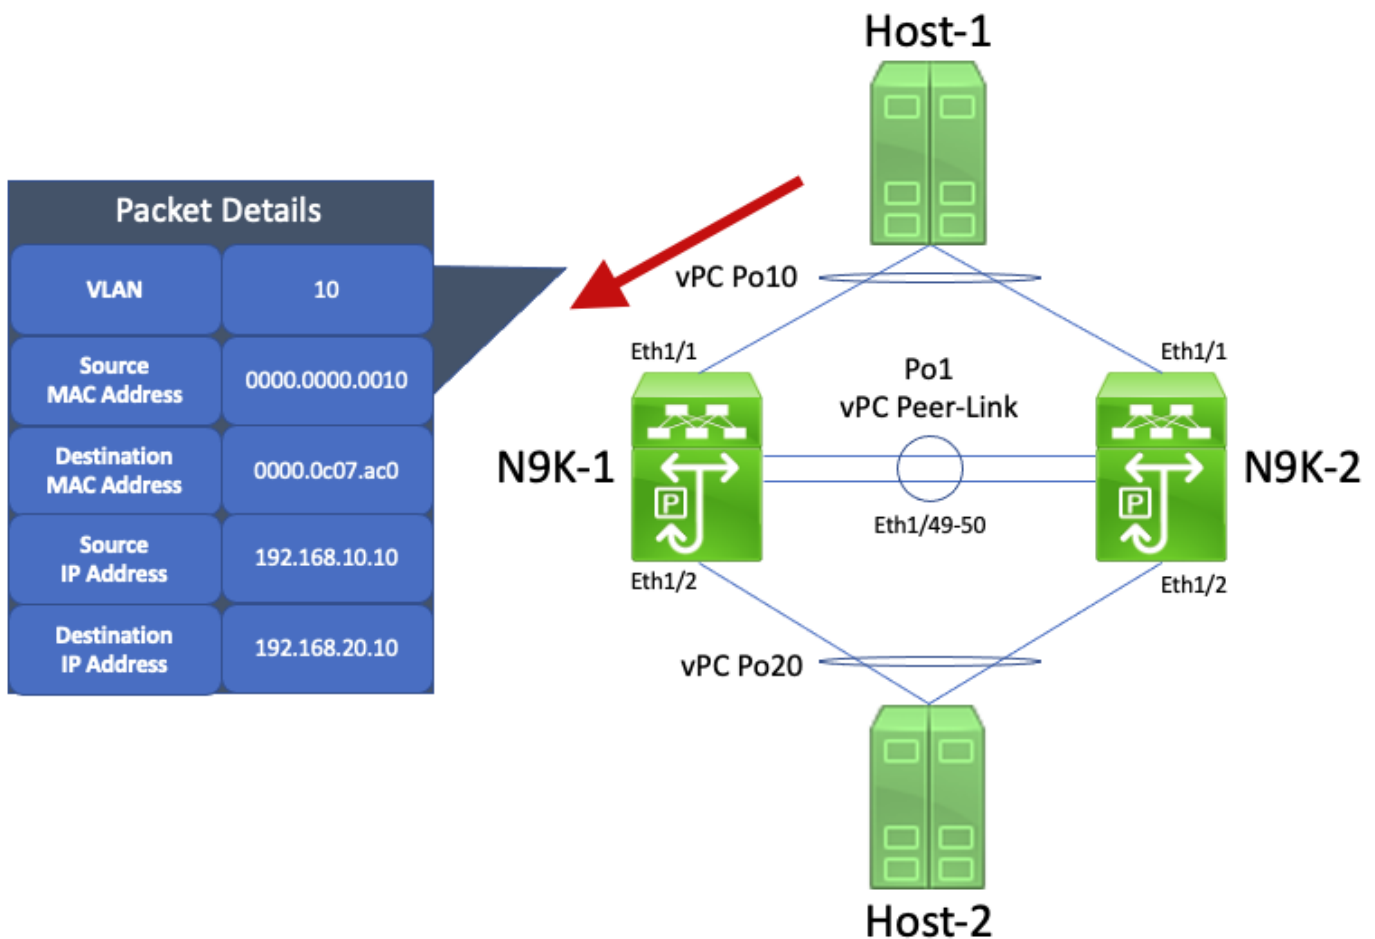 Host-1
Packet Details
VLAN
10
Source
MAC Address
0000.0000.0010
Destination
MAC Address
0000.0c07.ac0
Source
IP Address
192.168.10.10
Destination
IP Address
192.168.20.10
vPC Po10
Eth1/1
Eth1/1
Po1
vPC Peer-Link
N9K-1
P
P
N9K-2
Eth1/49-50
Eth1/2
Eth1/2
vPC Po20
Host-2